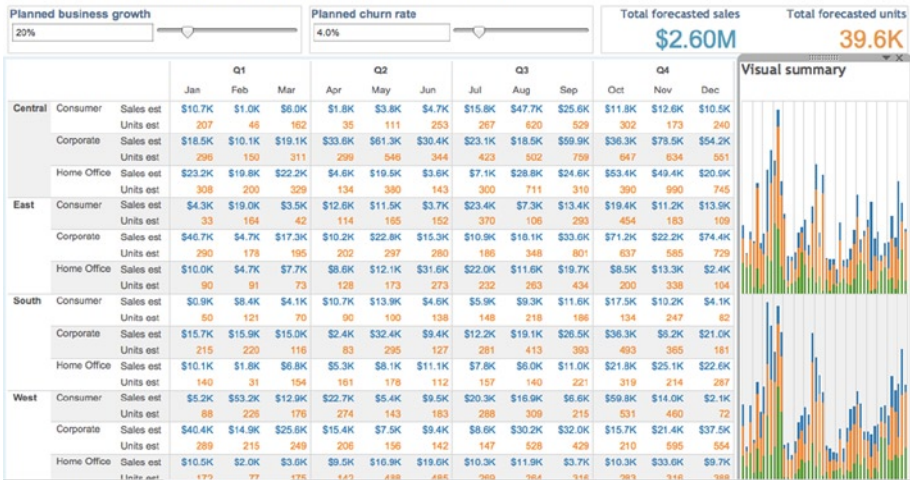 Planned business growth
20%
Planned churn rate
4.0%
Total forecasted sales
$2.60M
Total forecasted units
39.6K
Visual summary
Q1 Q2 Q3 Q4
Jan Feb Mar Apr May Jun Jul Aug Sep Oct Nov Dec
Central Consumer Sales est $10.7K $1.0K $6.0K $1.8K $3.8K $4.7K $15.8K $47.7K $25.6K $11.8K $12.6K $10.5K
Units est 207 46 162 35 111 253 267 620 529 302 173 240
Corporate Sales est $18.5K $10.1K $19.1K $33.6K $61.3K $30.4K $23.1K $18.5K $59.9K $36.3K $78.5K $54.2K
Units est 296 150 311 299 546 344 423 502 759 647 634 551
Home Office Sales est $23.2K $19.8K $22.2K $4.6K $19.5K $3.6K $7.1K $28.8K $24.6K $53.4K $49.4K $20.9K
Units est 308 200 329 134 380 143 300 711 310 390 990 745
East Consumer Sales est $4.3K $19.0K $3.5K $12.6K $11.5K $3.7K $23.4K $7.3K $13.4K $19.4K $11.2K $13.9K
Units est 33 164 42 114 165 152 370 106 293 454 183 109
Corporate Sales est $46.7K $4.7K $17.3K $10.2K $22.8K $15.3K $10.9K $18.1K $33.6K $71.2K $22.2K $74.4K
Units est 290 178 195 202 297 280 186 348 801 637 585 729
Home Office Sales est $10.0K $4.7K $7.7K $8.6K $12.1K $31.6K $22.0K $11.6K $19.7K $8.5K $13.3K $2.4K
Units est 90 91 73 128 173 273 232 263 434 200 338 104
South Consumer Sales est $0.9K $8.4K $4.1K $10.7K $13.9K $4.6K $5.9K $9.3K $11.6K $17.5K $10.2K $4.1K
Units est 50 121 70 90 100 138 148 218 186 134 247 82
Corporate Sales est $15.7K $15.9K $15.0K $2.4K $32.4K $9.4K $12.2K $19.1K $26.5K $36.3K $6.2K $21.0K
Units est 215 220 116 83 295 127 281 413 393 493 365 181
Home Office Sales est $10.1K $1.8K $6.8K $5.3K $8.1K $11.1K $7.8K $6.0K $11.0K $21.8K $25.1K $22.6K
Units est 140 31 154 161 178 112 157 140 221 319 214 287
West Consumer Sales est $5.2K $53.2K $12.9K $22.7K $5.4K $9.5K $20.3K $16.9K $6.6K $59.8K $14.0K $2.1K
Units est 88 226 176 274 143 183 288 309 215 531 460 72
Corporate Sales est $40.4K $14.9K $25.6K $15.4K $7.5K $9.4K $8.6K $30.2K $32.0K $15.7K $21.4K $37.5K
Units est 289 215 249 206 156 142 147 528 429 210 595 554
Home Office Sales est $10.5K $2.0K $3.6K $9.5K $16.9K $19.6K $10.3K $11.9K $3.7K $10.3K $33.6K $9.7K
Units est